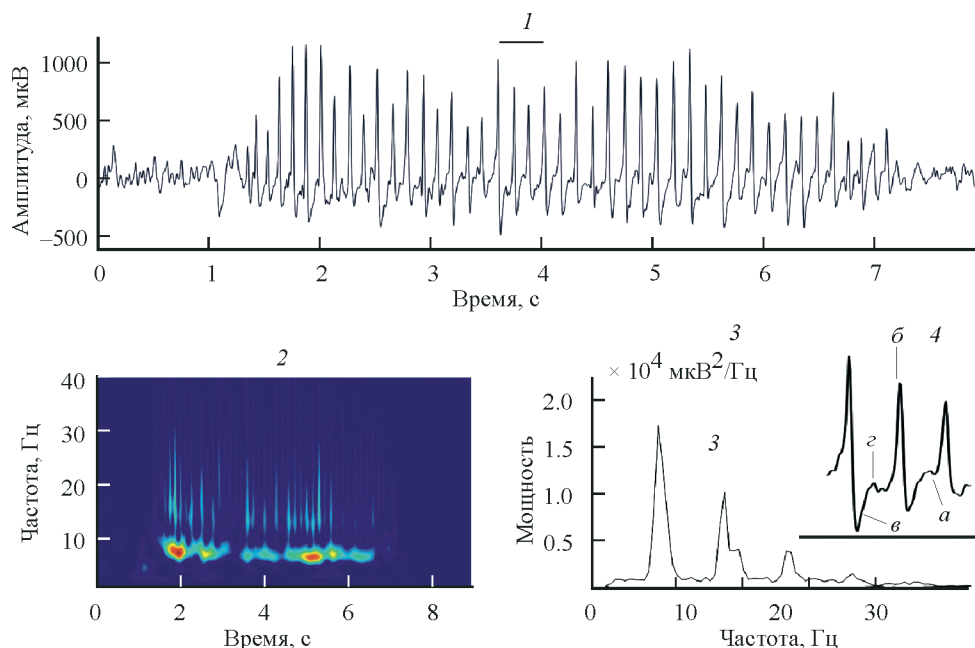 1
Амплитуда, мкВ
1000
500
0
–500
0 1 2 3 4 5 6 7
Время, с
2
Частота, Гц
40
30
20
10
0 2 4 6 8
Время, с
3
× 10⁴ мкВ²/Гц
Мощность
2.0
1.5
1.0
0.5
3
10 20 30
Частота, Гц
б 4
г
в а